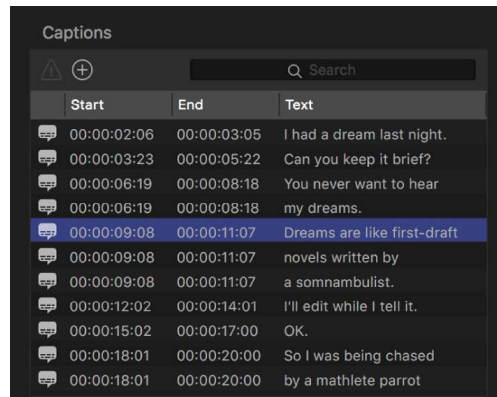 Captions
Search
Start End Text
00:00:02:06 00:00:03:05 I had a dream last night.
00:00:03:23 00:00:05:22 Can you keep it brief?
00:00:06:19 00:00:08:18 You never want to hear
00:00:06:19 00:00:08:18 my dreams.
00:00:09:08 00:00:11:07 Dreams are like first-draft
00:00:09:08 00:00:11:07 novels written by
00:00:09:08 00:00:11:07 a somnambulist.
00:00:12:02 00:00:14:01 I'll edit while I tell it.
00:00:15:02 00:00:17:00 OK.
00:00:18:01 00:00:20:00 So I was being chased
00:00:18:01 00:00:20:00 by a mathlete parrot